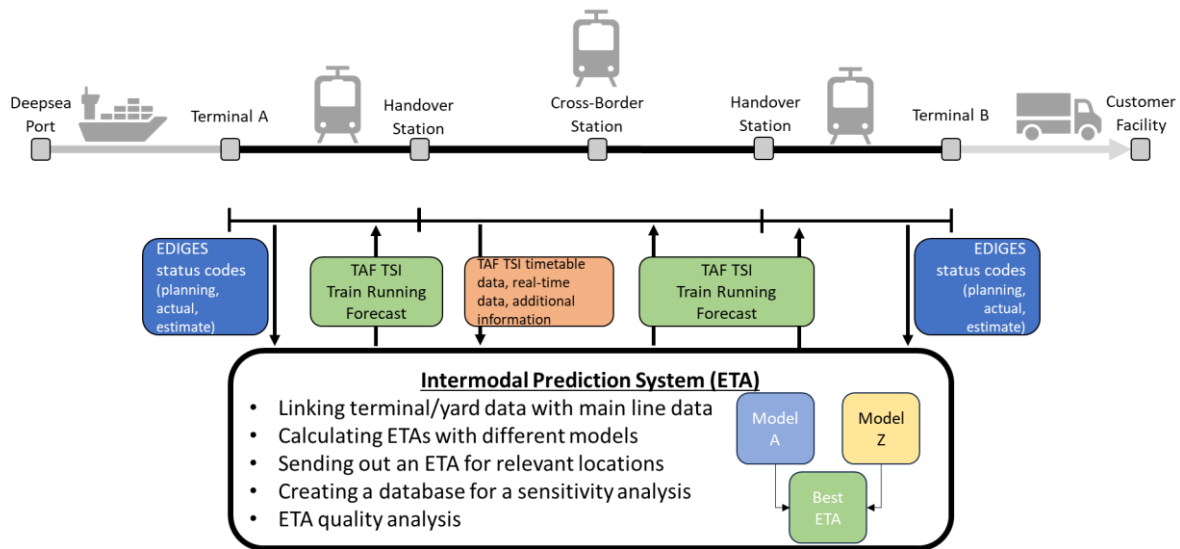 Deepsea
Port
Terminal A
Handover
Station
Cross-Border
Station
Handover
Station
Terminal B
Customer
Facility
EDIGES
status codes
(planning,
actual,
estimate)
TAF TSI
Train Running
Forecast
TAF TSI timetable
data, real-time
data, additional
information
TAF TSI
Train Running
Forecast
EDIGES
status codes
(planning,
actual,
estimate)
Intermodal Prediction System (ETA)
• Linking terminal/yard data with main line data
• Calculating ETAs with different models
• Sending out an ETA for relevant locations
• Creating a database for a sensitivity analysis
• ETA quality analysis
Model
A
Model
Z
Best
ETA